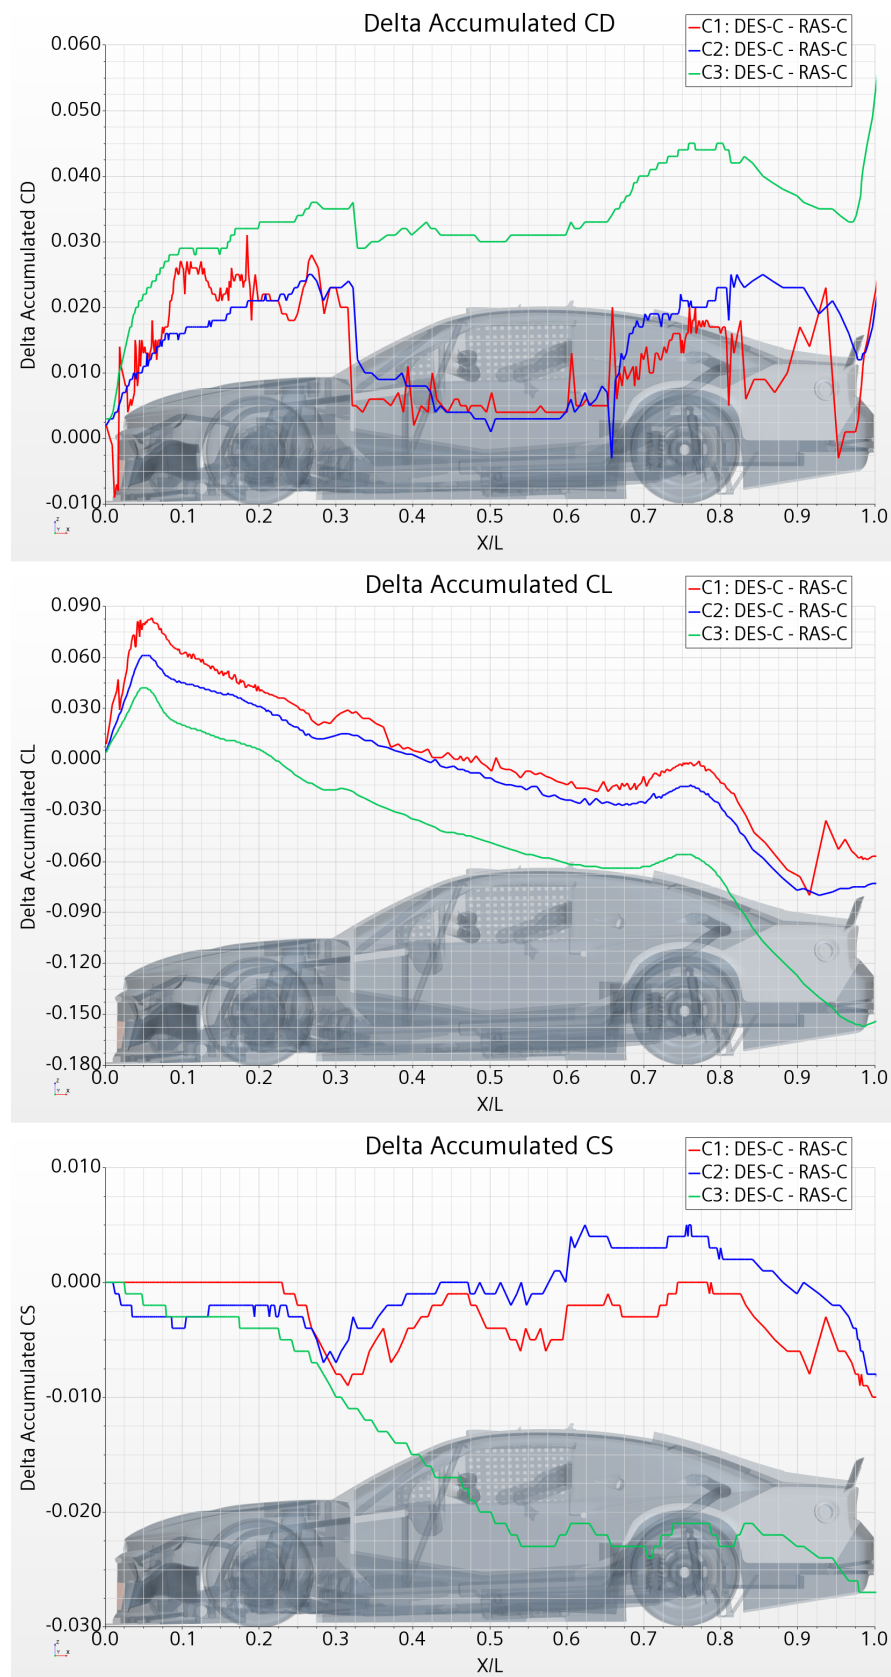 Delta Accumulated CD
C1: DES-C - RAS-C
C2: DES-C - RAS-C
C3: DES-C - RAS-C
Delta Accumulated CD
0.060
0.050
0.040
0.030
0.020
0.010
0.000
-0.010
0.0 0.1 0.2 0.3 0.4 0.5 0.6 0.7 0.8 0.9 1.0
X/L
Delta Accumulated CL
C1: DES-C - RAS-C
C2: DES-C - RAS-C
C3: DES-C - RAS-C
Delta Accumulated CL
0.090
0.060
0.030
0.000
-0.030
-0.060
-0.090
-0.120
-0.150
-0.180
0.0 0.1 0.2 0.3 0.4 0.5 0.6 0.7 0.8 0.9 1.0
X/L
Delta Accumulated CS
C1: DES-C - RAS-C
C2: DES-C - RAS-C
C3: DES-C - RAS-C
Delta Accumulated CS
0.010
0.000
-0.010
-0.020
-0.030
0.0 0.1 0.2 0.3 0.4 0.5 0.6 0.7 0.8 0.9 1.0
X/L